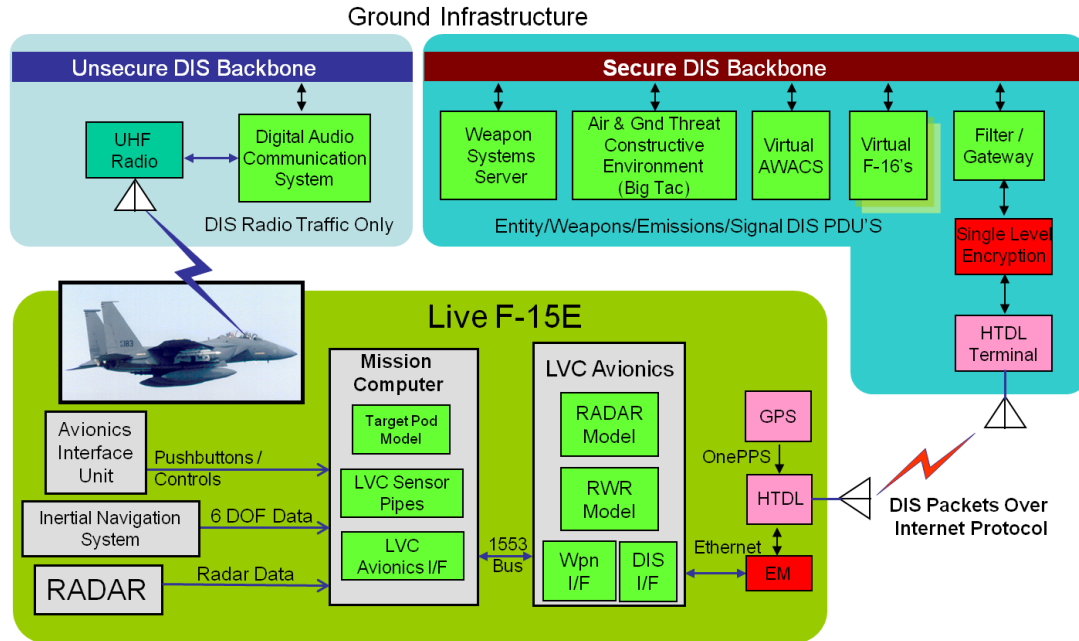 Ground Infrastructure
Unsecure DIS Backbone
UHF
Radio
Digital Audio
Communication
System
DIS Radio Traffic Only
Secure DIS Backbone
Weapon
Systems
Server
Air & Gnd Threat
Constructive
Environment
(Big Tac)
Virtual
AWACS
Virtual
F-16's
Filter /
Gateway
Entity/Weapons/Emissions/Signal DIS PDU'S
Single Level
Encryption
HTDL
Terminal
Live F-15E
183
Avionics
Interface
Unit
Pushbuttons /
Controls
Inertial Navigation
System
6 DOF Data
RADAR
Radar Data
Mission
Computer
Target Pod
Model
LVC Sensor
Pipes
LVC
Avionics I/F
1553
Bus
LVC Avionics
RADAR
Model
RWR
Model
Wpn
I/F
DIS
I/F
Ethernet
GPS
OnePPS
HTDL
EM
DIS Packets Over
Internet Protocol